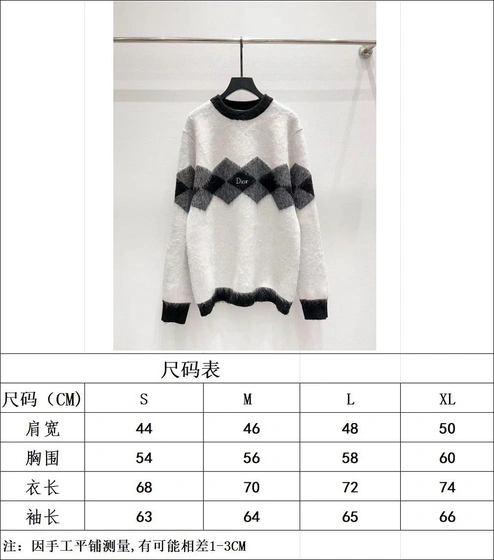 Dior
尺码表
尺码（CM) S M L XL
肩宽 44 46 48 50
胸围 54 56 58 60
衣长 68 70 72 74
袖长 63 64 65 66
注：因手工平铺测量,有可能相差1-3CM